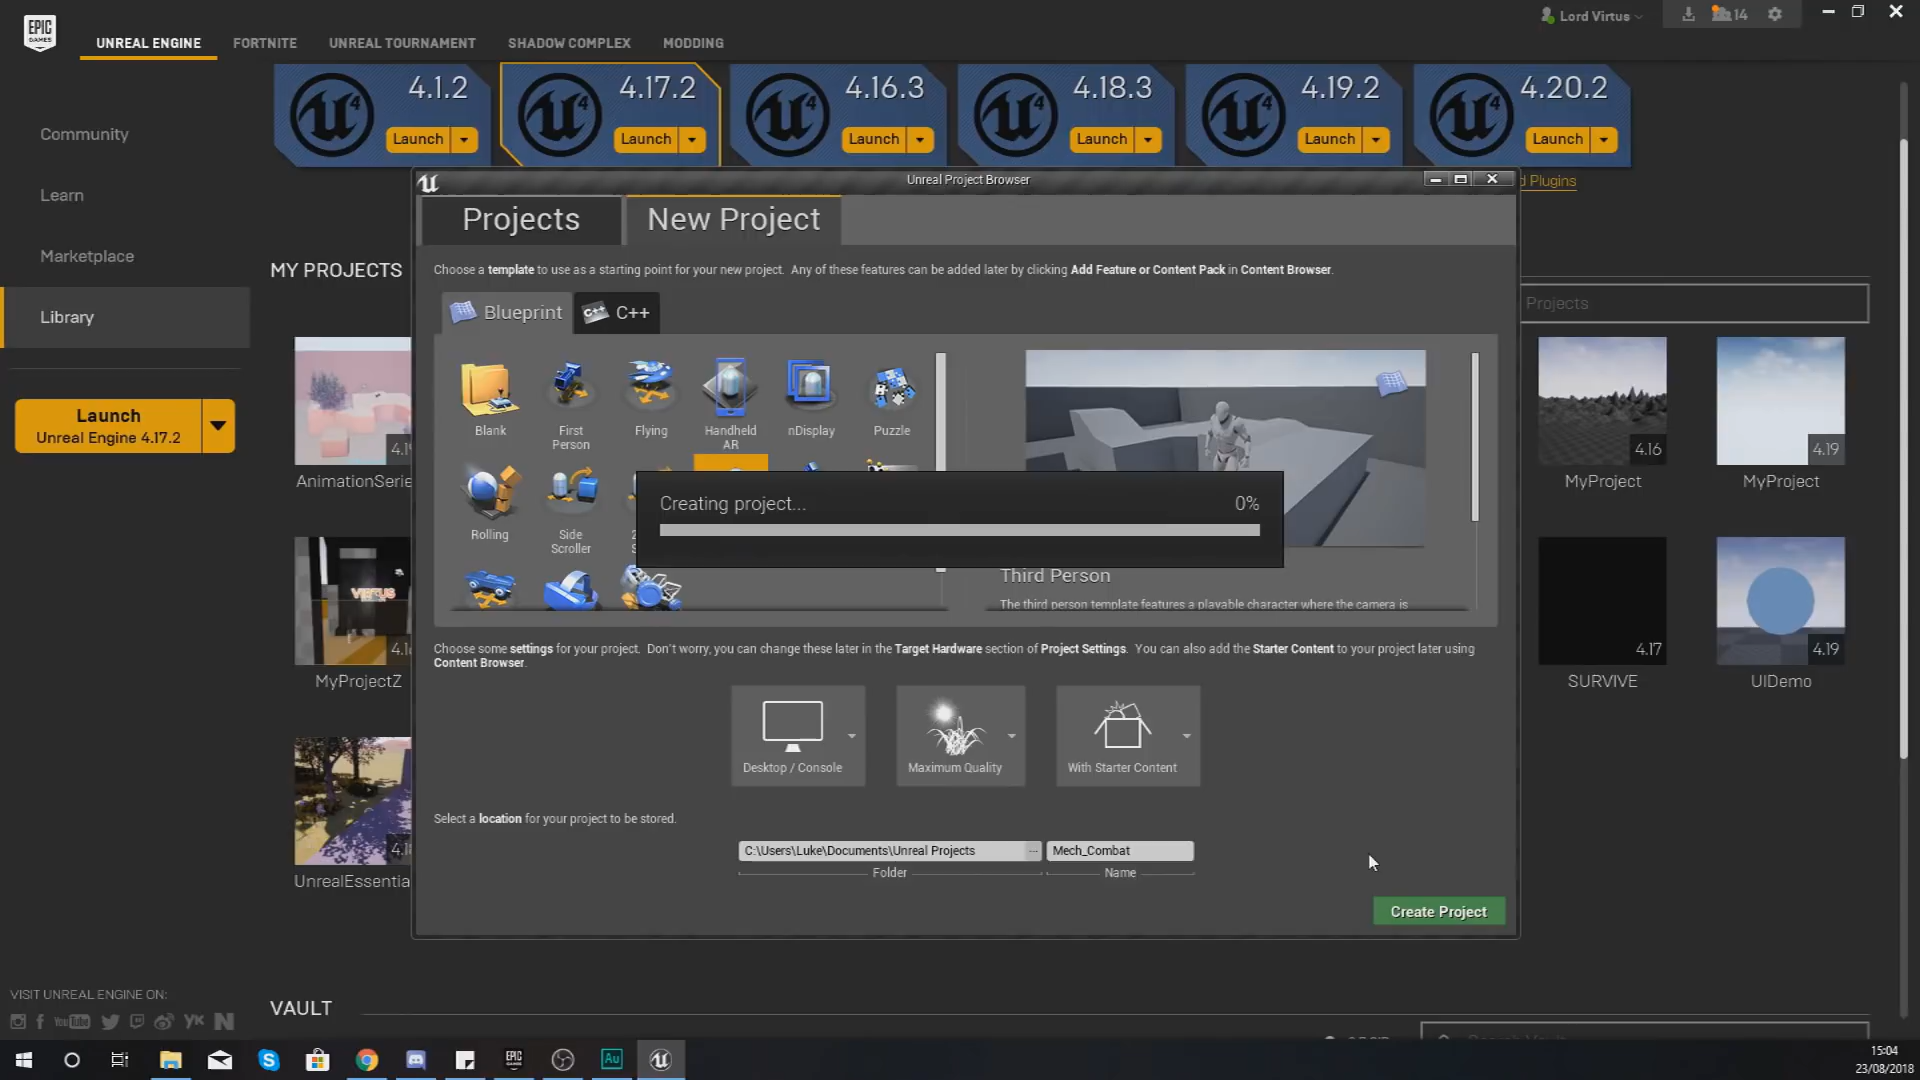 EPIC GAMES
UNREAL ENGINE
FORTNITE
UNREAL TOURNAMENT
SHADOW COMPLEX
MODDING
Lord Virtus
14
Community
Learn
Marketplace
Library
Launch
Unreal Engine 4.17.2
4.1.2
Launch
4.17.2
Launch
4.16.3
Launch
4.18.3
Launch
4.19.2
Launch
4.20.2
Launch
Plugins
MY PROJECTS
Projects
Unreal Project Browser
Projects
New Project
Choose a template to use as a starting point for your new project. Any of these features can be added later by clicking Add Feature or Content Pack in Content Browser.
Blueprint
C++
C++
Blank
First
Person
Flying
Handheld
AR
nDisplay
Puzzle
Rolling
Side
Scroller
Creating project...
0%
Third Person
The third person template features a playable character where the camera is
Choose some settings for your project. Don't worry, you can change these later in the Target Hardware section of Project Settings. You can also add the Starter Content to your project later using
Content Browser.
Desktop / Console
Maximum Quality
With Starter Content
Select a location for your project to be stored.
C:\Users\Luke\Documents\Unreal Projects
...
Mech_Combat
Folder
Name
Create Project
AnimationSerie
VIRTUS
MyProjectZ
UnrealEssentia
4.16
MyProject
4.19
MyProject
4.17
SURVIVE
4.19
UIDemo
VISIT UNREAL ENGINE ON:
YouTube
VAULT
EPIC GAMES
Au
15:04
23/08/2018